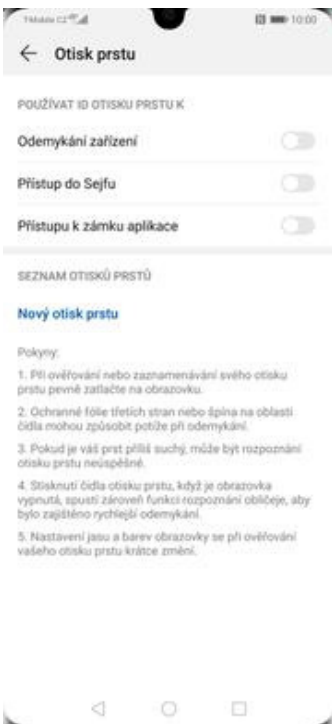 T-Mobile CZ
10:00
Otisk prstu
POUŽÍVAT ID OTISKU PRSTU K
Odemykání zařízení
Přístup do Sejfu
Přístupu k zámku aplikace
SEZNAM OTISKŮ PRSTŮ
Nový otisk prstu
Pokyny:
1. Při ověřování nebo zaznamenávání svého otisku
prstu pevně zatlačte na obrazovku.
2. Ochranné fólie třetích stran nebo špína na oblasti
čidla mohou způsobit potíže při odemykání.
3. Pokud je váš prst příliš suchý, může být rozpoznání
otisku prstu neúspěšné.
4. Stisknutí čidla otisku prstu, když je obrazovka
vypnutá, spustí zároveň funkci rozpoznání obličeje, aby
bylo zajištěno rychlejší odemykání.
5. Nastavení jasu a barev obrazovky se při ověřování
vašeho otisku prstu krátce změní.